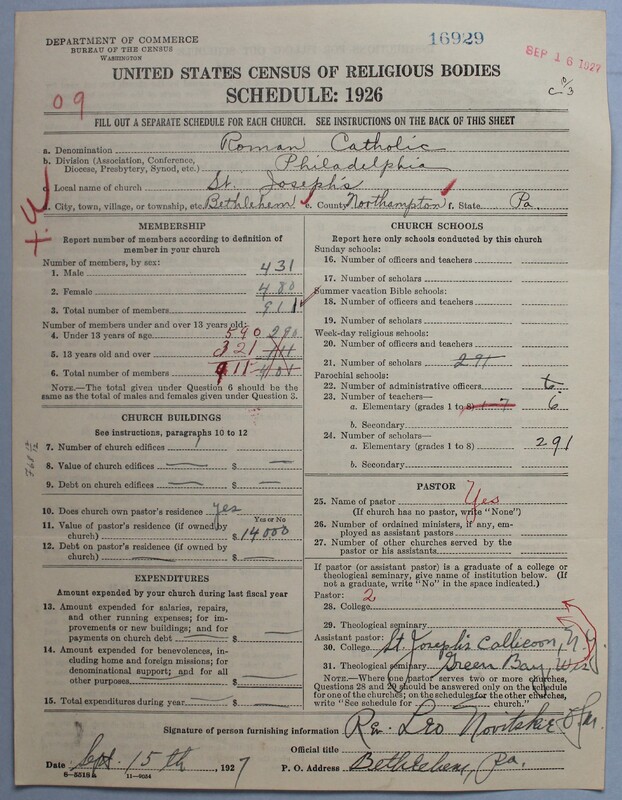 DEPARTMENT OF COMMERCE
BUREAU OF THE CENSUS
WASHINGTON
16929
SEP 16 1927
UNITED STATES CENSUS OF RELIGIOUS BODIES
SCHEDULE: 1926
09
FILL OUT A SEPARATE SCHEDULE FOR EACH CHURCH. SEE INSTRUCTIONS ON THE BACK OF THIS SHEET
a. Denomination Roman Catholic
b. Division (Association, Conference, Diocese, Presbytery, Synod, etc.) Philadelphia
c. Local name of church St. Joseph's
City, town, village, or township, etc. Bethlehem e. County Northampton f. State Pa
MEMBERSHIP
Report number of members according to definition of member in your church
Number of members, by sex:
1. Male 431
2. Female 480
3. Total number of members 911
Number of members under and over 13 years old:
4. Under 13 years of age 590
5. 13 years old and over 321
6. Total number of members 911
NOTE.—The total given under Question 6 should be the same as the total of males and females given under Question 3.
CHURCH BUILDINGS
See instructions, paragraphs 10 to 12
7. Number of church edifices 1
8. Value of church edifices $
9. Debt on church edifices $
10. Does church own pastor's residence yes
Yes or No
11. Value of pastor's residence (if owned by church) $ 14000
12. Debt on pastor's residence (if owned by church) $
EXPENDITURES
Amount expended by your church during last fiscal year
13. Amount expended for salaries, repairs, and other running expenses; for improvements or new buildings; and for payments on church debt $
14. Amount expended for benevolences, including home and foreign missions; for denominational support; and for all other purposes $
15. Total expenditures during year $
CHURCH SCHOOLS
Report here only schools conducted by this church
Sunday schools:
16. Number of officers and teachers
17. Number of scholars
Summer vacation Bible schools:
18. Number of officers and teachers
19. Number of scholars
Week-day religious schools:
20. Number of officers and teachers
21. Number of scholars 291
Parochial schools:
22. Number of administrative officers
23. Number of teachers—
a. Elementary (grades 1 to 8) 1-7 6
b. Secondary
24. Number of scholars—
a. Elementary (grades 1 to 8) 291
b. Secondary
PASTOR
25. Name of pastor Yes
(If church has no pastor, write "None")
26. Number of ordained ministers, if any, employed as assistant pastors
27. Number of other churches served by the pastor or his assistants
If pastor (or assistant pastor) is a graduate of a college or theological seminary, give name of institution below. (If not a graduate, write "No" in the space indicated.)
Pastor: 2
28. College
29. Theological seminary
Assistant pastor:
30. College St Joseph's Callicoon, N.Y.
31. Theological seminary Green Bay, Wis
NOTE.—Where one pastor serves two or more churches, Questions 28 and 29 should be answered only on the schedule for one of the churches; on the schedules for the other churches, write "See schedule for church."
Signature of person furnishing information Rev. Leo Novitskie
Official title
Date Sept. 15th, 1927 P. O. Address Bethlehem, Pa.
8-5518a 11-9054